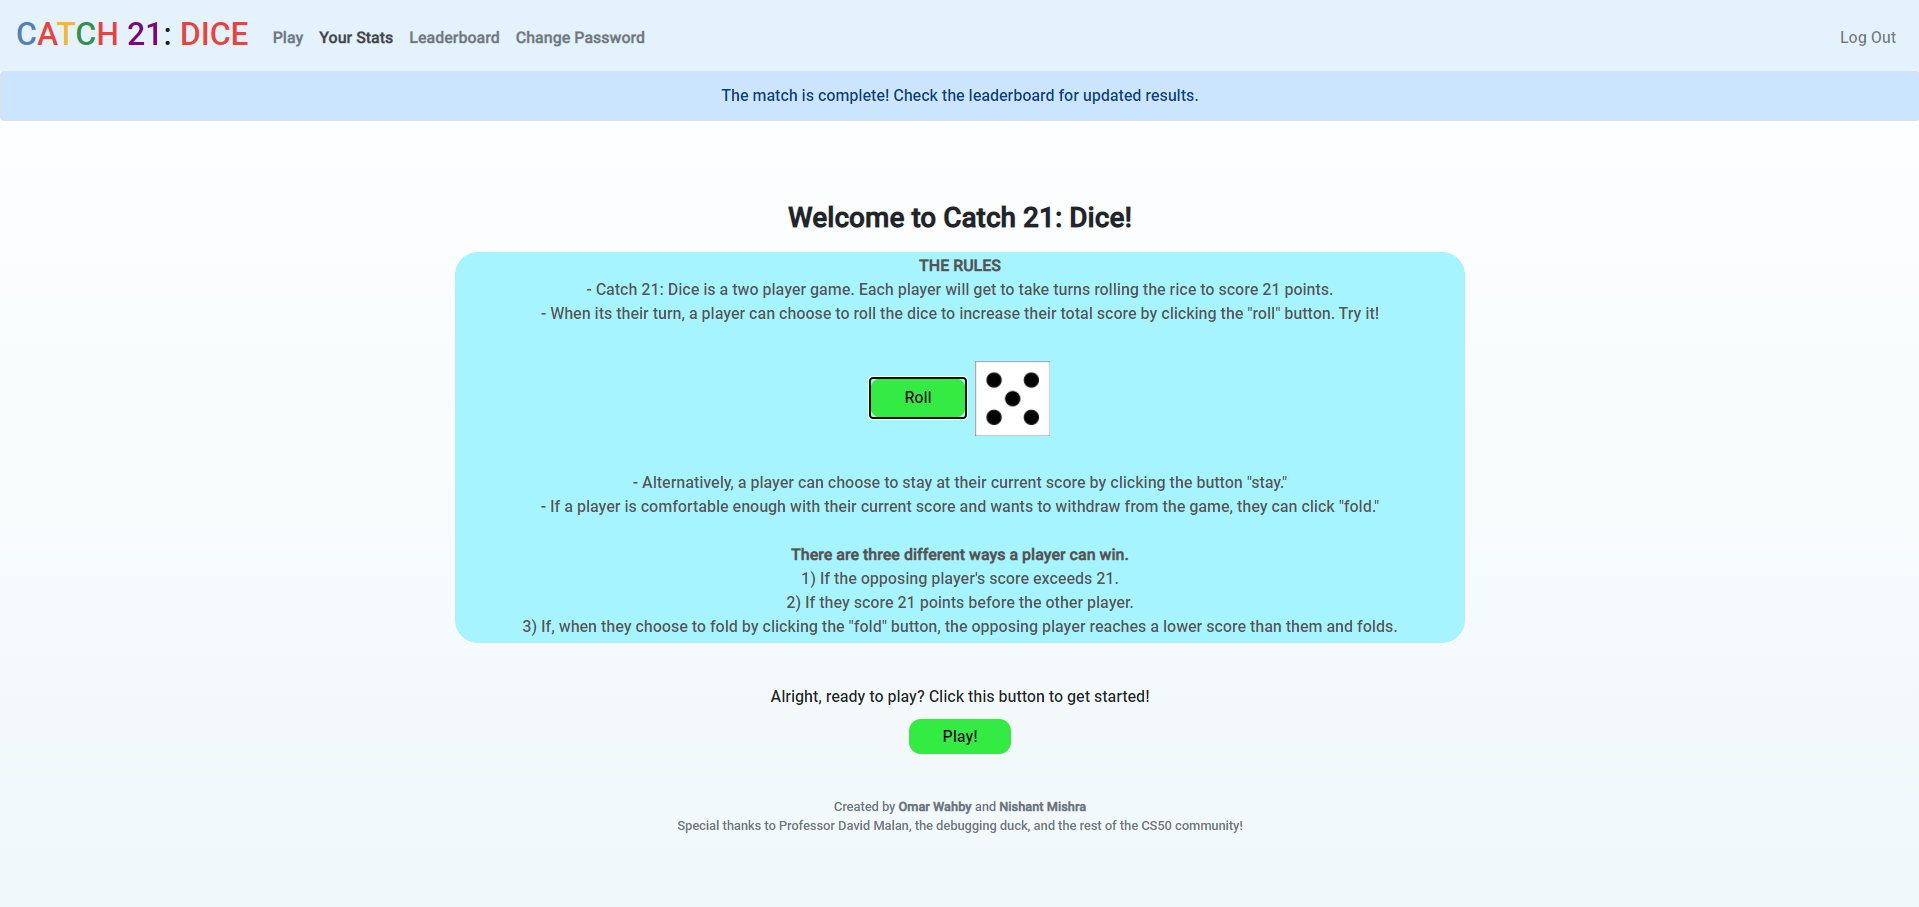 CATCH 21: DICE Play Your Stats Leaderboard Change Password Log Out
The match is complete! Check the leaderboard for updated results.
Welcome to Catch 21: Dice!
THE RULES
- Catch 21: Dice is a two player game. Each player will get to take turns rolling the rice to score 21 points.
- When its their turn, a player can choose to roll the dice to increase their total score by clicking the "roll" button. Try it!
Roll
- Alternatively, a player can choose to stay at their current score by clicking the button "stay."
- If a player is comfortable enough with their current score and wants to withdraw from the game, they can click "fold."
There are three different ways a player can win.
1) If the opposing player's score exceeds 21.
2) If they score 21 points before the other player.
3) If, when they choose to fold by clicking the "fold" button, the opposing player reaches a lower score than them and folds.
Alright, ready to play? Click this button to get started!
Play!
Created by Omar Wahby and Nishant Mishra
Special thanks to Professor David Malan, the debugging duck, and the rest of the CS50 community!